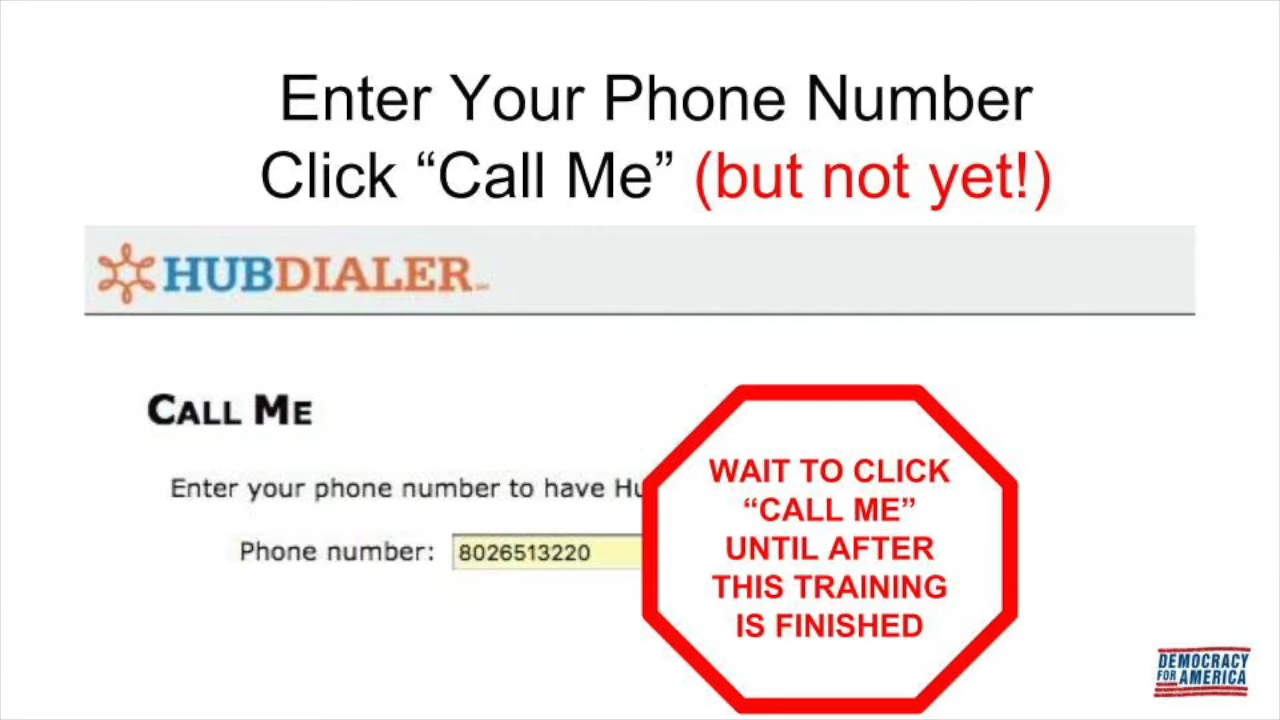 Enter Your Phone Number
Click “Call Me” (but not yet!)
HUBDIALER
CALL ME
Enter your phone number to have
Phone number: 8026513220
WAIT TO CLICK
“CALL ME”
UNTIL AFTER
THIS TRAINING
IS FINISHED
DEMOCRACY
FOR AMERICA